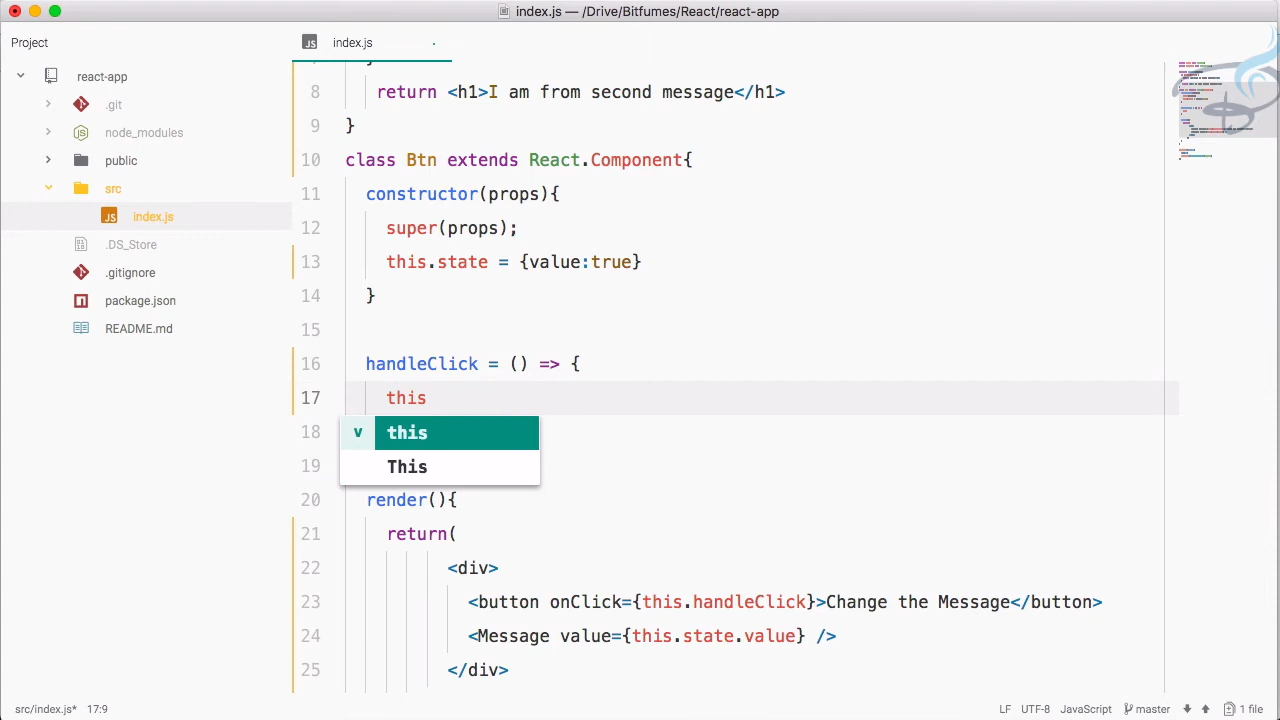 index.js — /Drive/Bitfumes/React/react-app
Project
index.js
react-app
.git
node_modules
public
src
index.js
.DS_Store
.gitignore
package.json
README.md
8 return <h1>I am from second message</h1>
9 }
10 class Btn extends React.Component{
11 constructor(props){
12 super(props);
13 this.state = {value:true}
14 }
15
16 handleClick = () => {
17 this
18 v this
19 This
20 render(){
21 return(
22 <div>
23 <button onClick={this.handleClick}>Change the Message</button>
24 <Message value={this.state.value} />
25 </div>
src/index.js* 17:9
LF UTF-8 JavaScript master 1 file